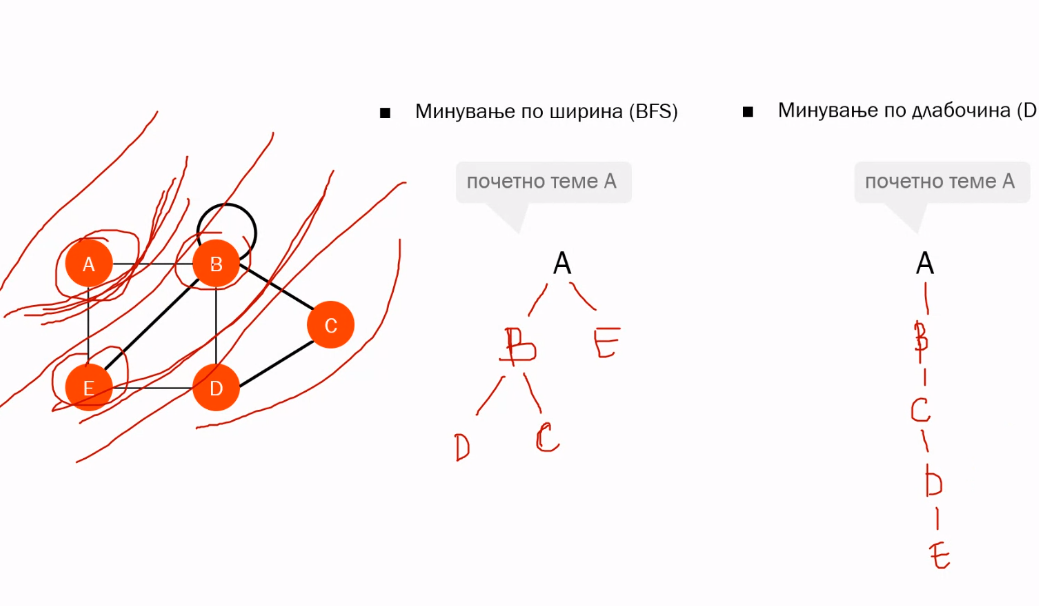 ■ Минување по ширина (BFS)
■ Минување по длабочина (D
почетно теме A
почетно теме A
A
B
C
E
D
A
B E
D C
A
B
C
D
E